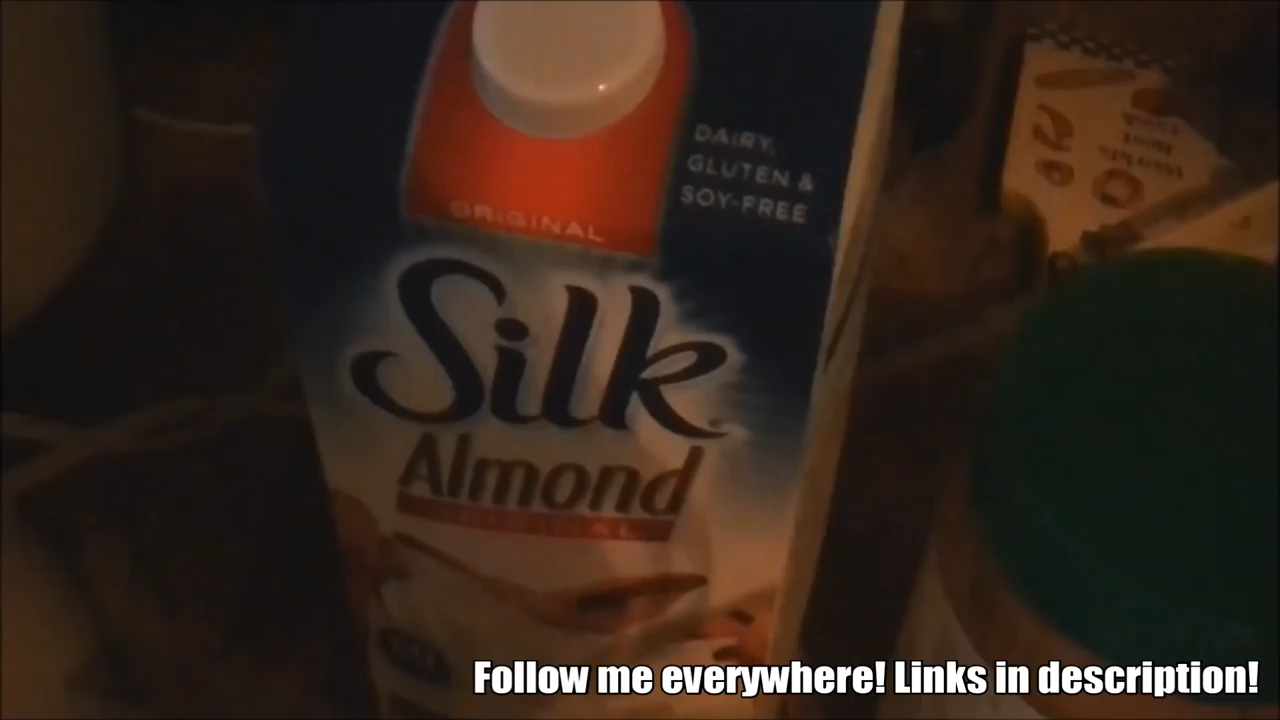 DAIRY,
GLUTEN &
SOY-FREE
ORIGINAL
Silk
Almond
Follow me everywhere! Links in description!